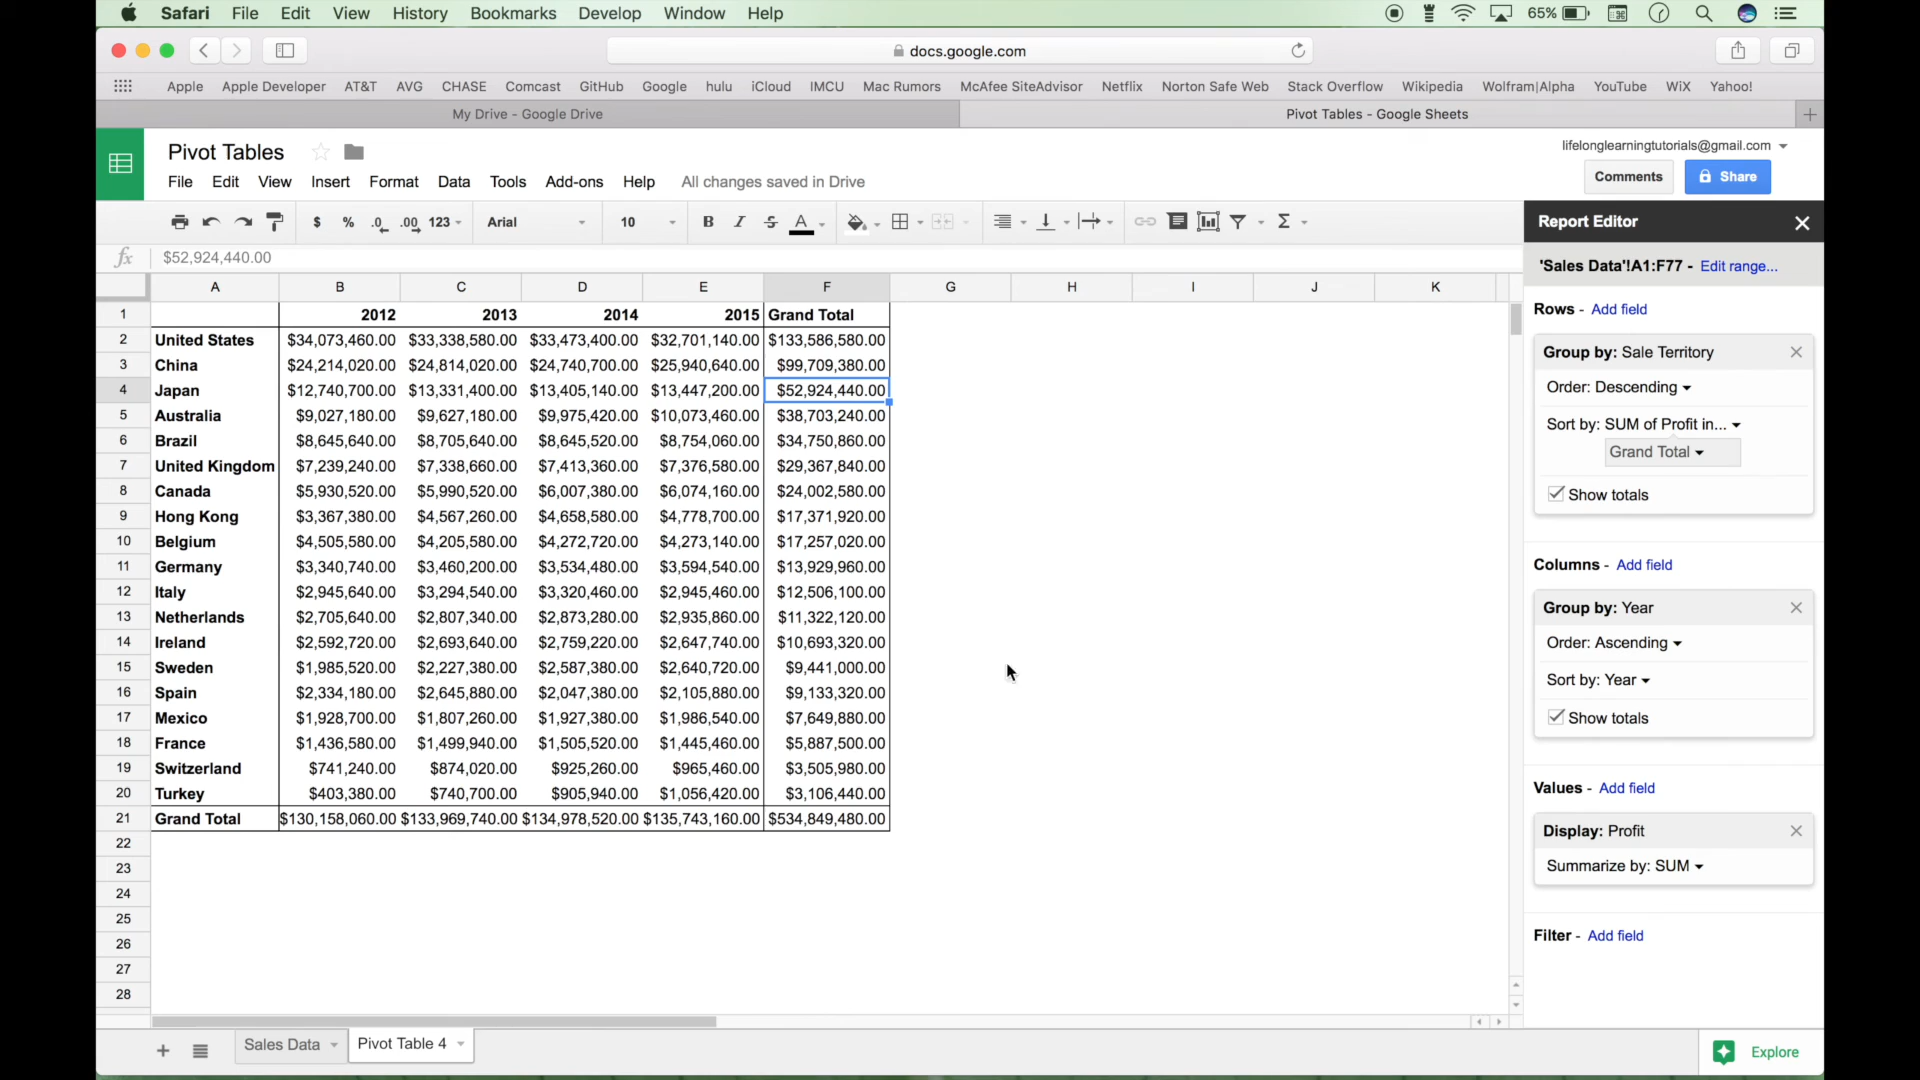 Safari File Edit View History Bookmarks Develop Window Help 65%
docs.google.com
Apple Apple Developer AT&T AVG CHASE Comcast GitHub Google hulu iCloud IMCU Mac Rumors McAfee SiteAdvisor Netflix Norton Safe Web Stack Overflow Wikipedia Wolfram|Alpha YouTube WiX Yahoo!
My Drive - Google Drive Pivot Tables - Google Sheets
Pivot Tables lifelonglearningtutorials@gmail.com
File Edit View Insert Format Data Tools Add-ons Help All changes saved in Drive Comments Share
$ % .0 .00 123 Arial 10 B I S A Σ
Report Editor
fx $52,924,440.00
'Sales Data'!A1:F77 - Edit range...
A B C D E F G H I J K
1 2012 2013 2014 2015 Grand Total
2 United States $34,073,460.00 $33,338,580.00 $33,473,400.00 $32,701,140.00 $133,586,580.00
3 China $24,214,020.00 $24,814,020.00 $24,740,700.00 $25,940,640.00 $99,709,380.00
4 Japan $12,740,700.00 $13,331,400.00 $13,405,140.00 $13,447,200.00 $52,924,440.00
5 Australia $9,027,180.00 $9,627,180.00 $9,975,420.00 $10,073,460.00 $38,703,240.00
6 Brazil $8,645,640.00 $8,705,640.00 $8,645,520.00 $8,754,060.00 $34,750,860.00
7 United Kingdom $7,239,240.00 $7,338,660.00 $7,413,360.00 $7,376,580.00 $29,367,840.00
8 Canada $5,930,520.00 $5,990,520.00 $6,007,380.00 $6,074,160.00 $24,002,580.00
9 Hong Kong $3,367,380.00 $4,567,260.00 $4,658,580.00 $4,778,700.00 $17,371,920.00
10 Belgium $4,505,580.00 $4,205,580.00 $4,272,720.00 $4,273,140.00 $17,257,020.00
11 Germany $3,340,740.00 $3,460,200.00 $3,534,480.00 $3,594,540.00 $13,929,960.00
12 Italy $2,945,640.00 $3,294,540.00 $3,320,460.00 $2,945,460.00 $12,506,100.00
13 Netherlands $2,705,640.00 $2,807,340.00 $2,873,280.00 $2,935,860.00 $11,322,120.00
14 Ireland $2,592,720.00 $2,693,640.00 $2,759,220.00 $2,647,740.00 $10,693,320.00
15 Sweden $1,985,520.00 $2,227,380.00 $2,587,380.00 $2,640,720.00 $9,441,000.00
16 Spain $2,334,180.00 $2,645,880.00 $2,047,380.00 $2,105,880.00 $9,133,320.00
17 Mexico $1,928,700.00 $1,807,260.00 $1,927,380.00 $1,986,540.00 $7,649,880.00
18 France $1,436,580.00 $1,499,940.00 $1,505,520.00 $1,445,460.00 $5,887,500.00
19 Switzerland $741,240.00 $874,020.00 $925,260.00 $965,460.00 $3,505,980.00
20 Turkey $403,380.00 $740,700.00 $905,940.00 $1,056,420.00 $3,106,440.00
21 Grand Total $130,158,060.00 $133,969,740.00 $134,978,520.00 $135,743,160.00 $534,849,480.00
22
23
24
25
26
27
28
Rows - Add field
Group by: Sale Territory
Order: Descending
Sort by: SUM of Profit in...
Grand Total
Show totals
Columns - Add field
Group by: Year
Order: Ascending
Sort by: Year
Show totals
Values - Add field
Display: Profit
Summarize by: SUM
Filter - Add field
Sales Data Pivot Table 4 Explore